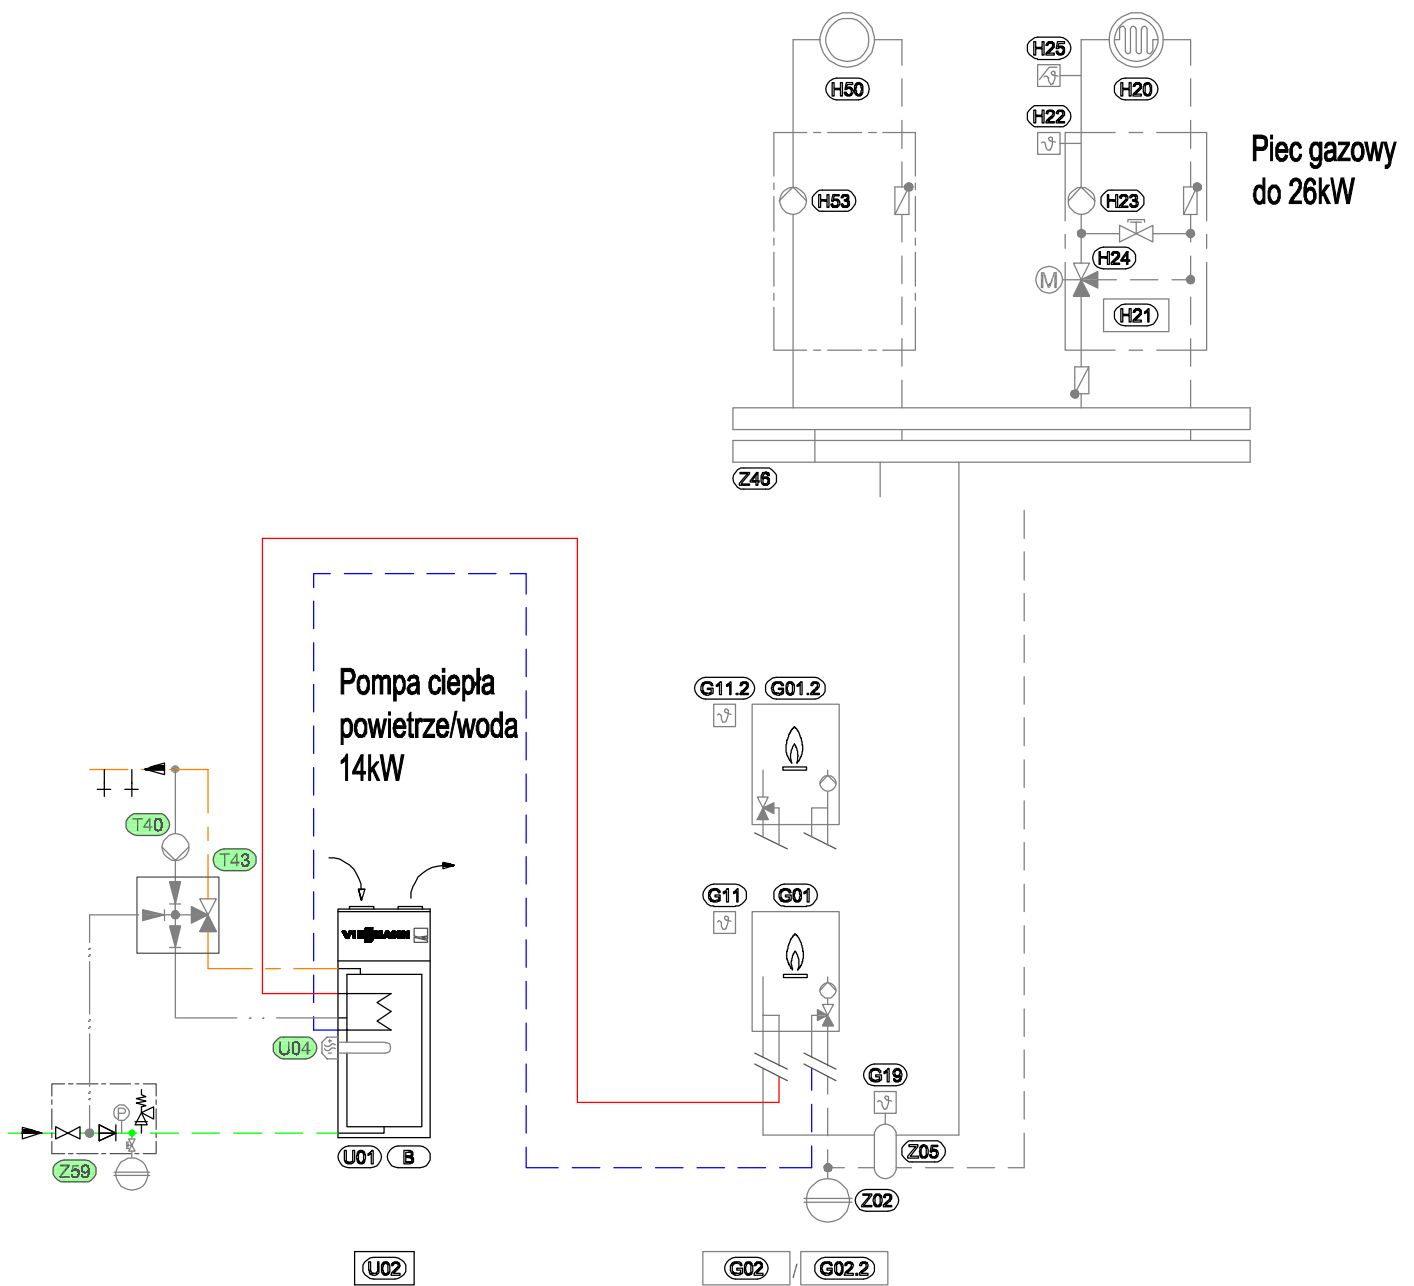 H25
H50
H20
H22
Piec gazowy
do 26kW
H53
H23
H24
M
H21
Z46
Pompa ciepła
powietrze/woda
14kW
G11.2 G01.2
T40
T43
G11 G01
VIESMANN
U04
G19
P
Z59
U01 B
Z05
Z02
U02
G02 / G02.2